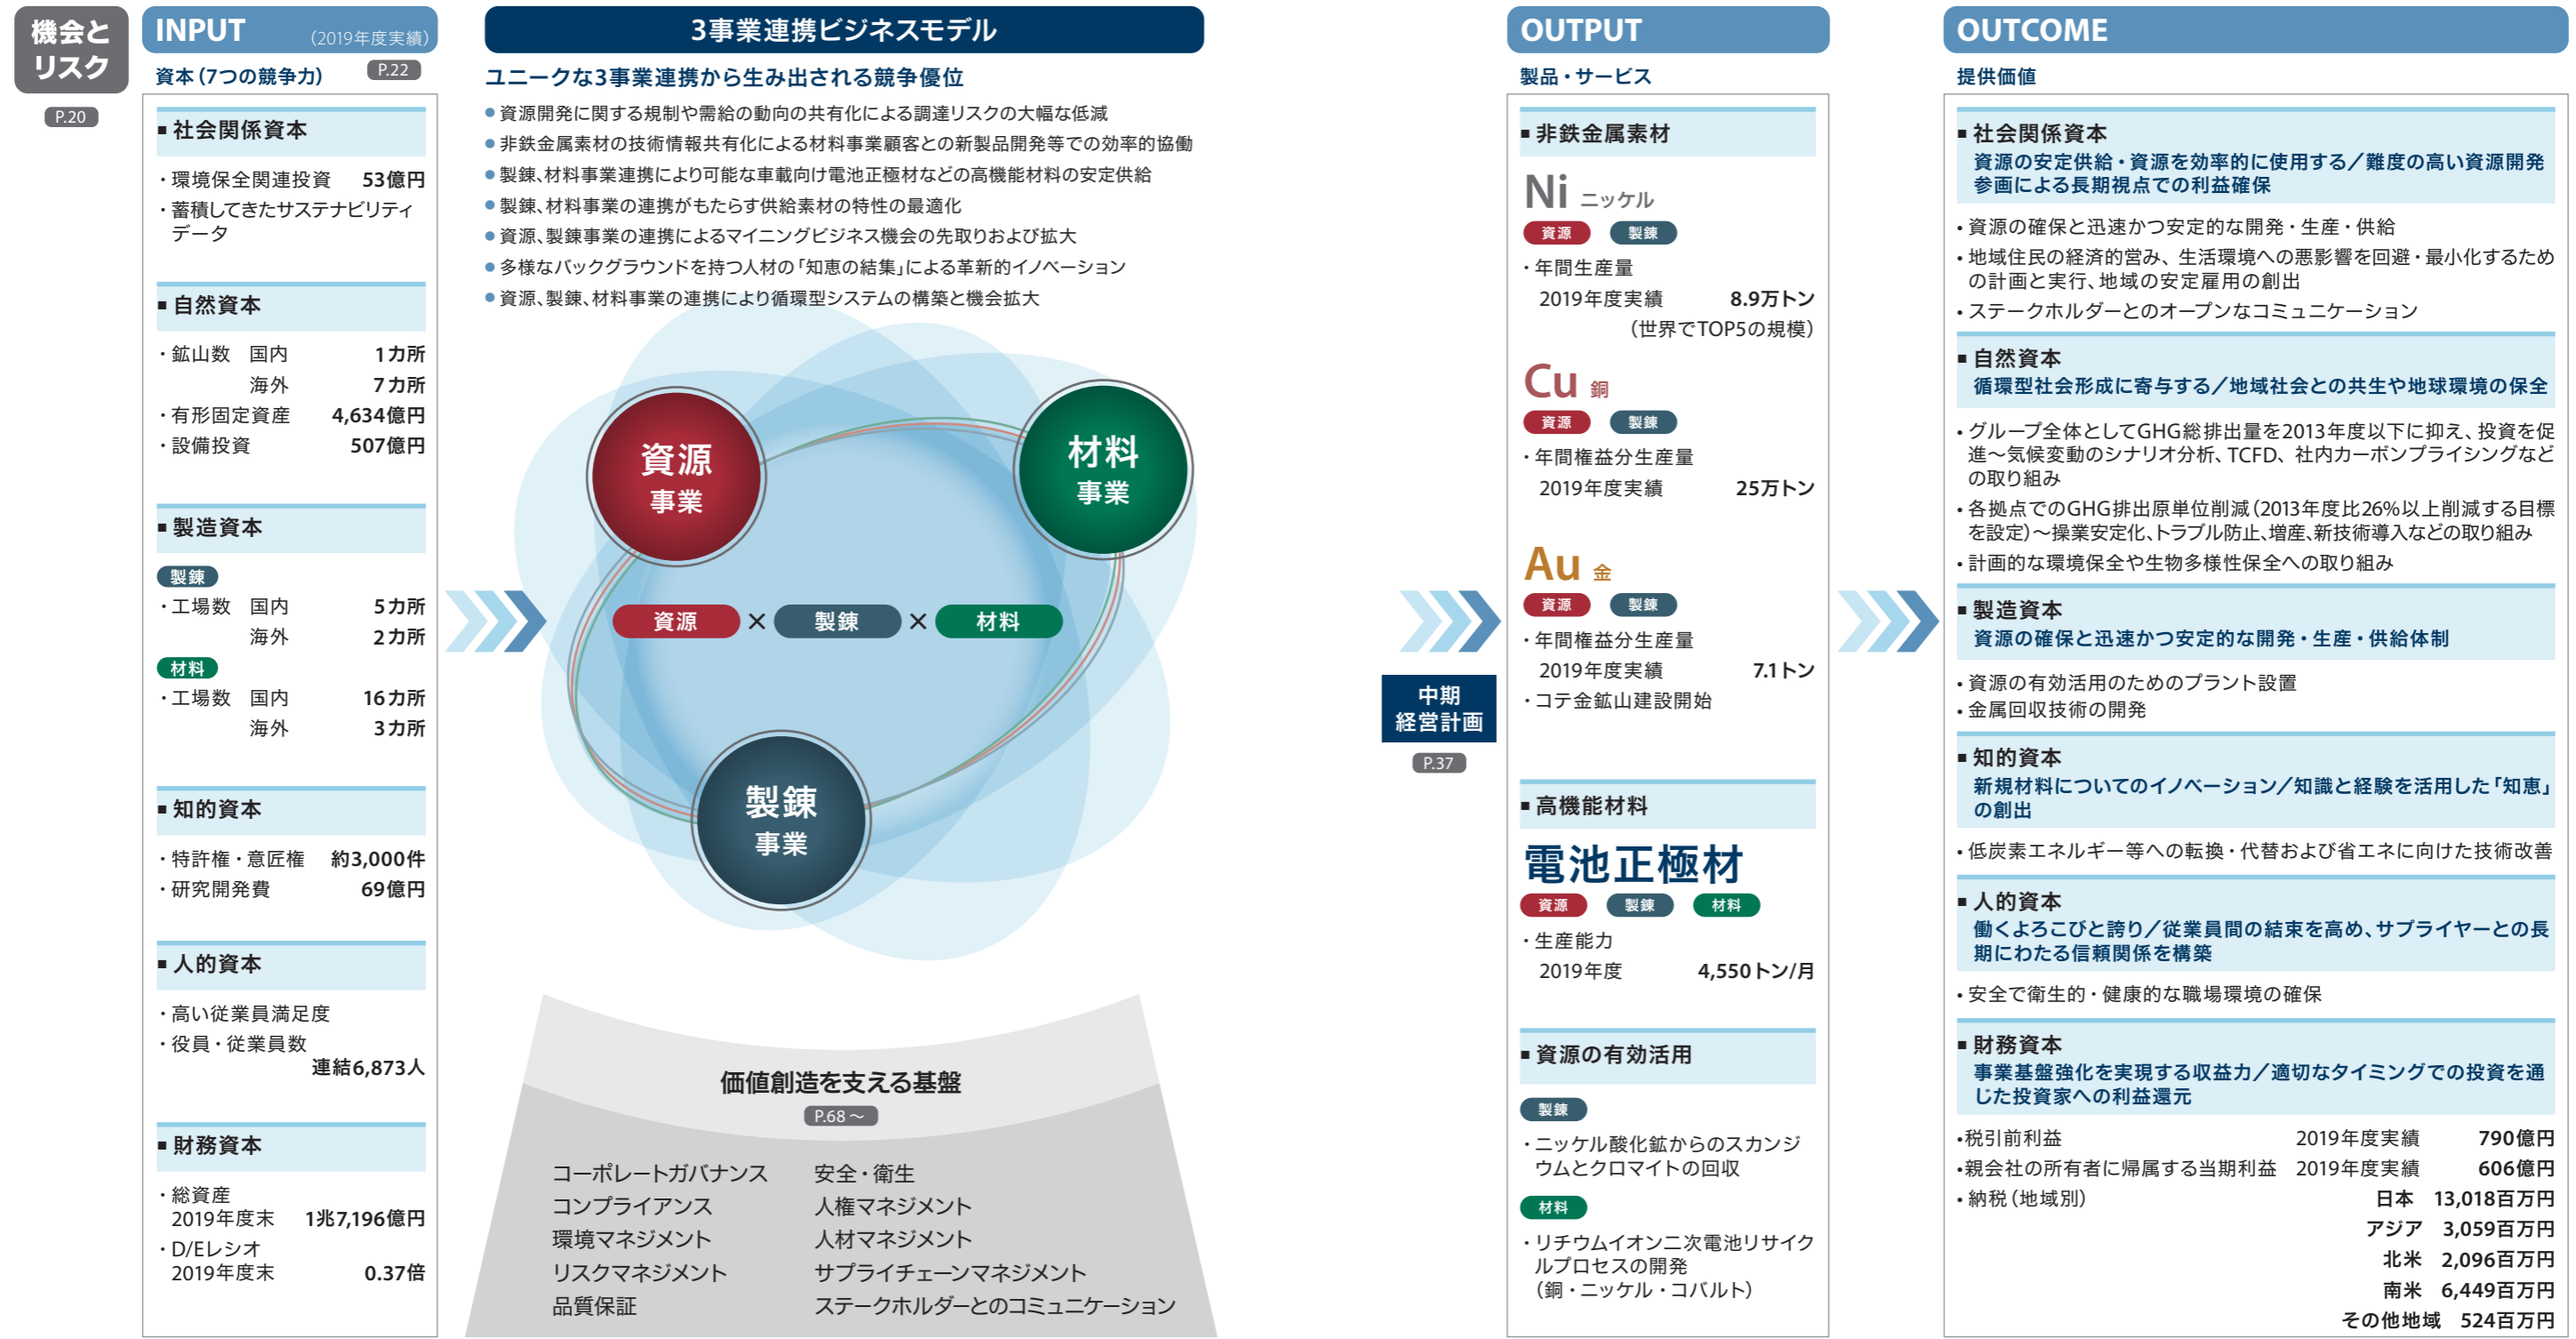 機会と
リスク
P.20
INPUT (2019年度実績)
資本(7つの競争力) P.22
■社会関係資本
・環境保全関連投資 53億円
・蓄積してきたサステナビリティ
データ
■自然資本
・鉱山数 国内 1カ所
海外 7カ所
・有形固定資産 4,634億円
・設備投資 507億円
■製造資本
製錬
・工場数 国内 5カ所
海外 2カ所
材料
・工場数 国内 16カ所
海外 3カ所
■知的資本
・特許権・意匠権 約3,000件
・研究開発費 69億円
■人的資本
・高い従業員満足度
・役員・従業員数
連結6,873人
■財務資本
・総資産
2019年度末 1兆7,196億円
・D/Eレシオ
2019年度末 0.37倍
3事業連携ビジネスモデル
ユニークな3事業連携から生み出される競争優位
●資源開発に関する規制や需給の動向の共有化による調達リスクの大幅な低減
●非鉄金属素材の技術情報共有化による材料事業顧客との新製品開発等での効率的協働
●製錬、材料事業連携により可能な車載向け電池正極材などの高機能材料の安定供給
●製錬、材料事業の連携がもたらす供給素材の特性の最適化
●資源、製錬事業の連携によるマイニングビジネス機会の先取りおよび拡大
●多様なバックグラウンドを持つ人材の「知恵の結集」による革新的イノベーション
●資源、製錬、材料事業の連携により循環型システムの構築と機会拡大
資源
事業
材料
事業
資源 × 製錬 × 材料
製錬
事業
価値創造を支える基盤
P.68～
コーポレートガバナンス 安全・衛生
コンプライアンス 人権マネジメント
環境マネジメント 人材マネジメント
リスクマネジメント サプライチェーンマネジメント
品質保証 ステークホルダーとのコミュニケーション
中期
経営計画
P.37
OUTPUT
製品・サービス
■非鉄金属素材
Ni ニッケル
資源 製錬
・年間生産量
2019年度実績 8.9万トン
(世界でTOP5の規模)
Cu 銅
資源 製錬
・年間権益分生産量
2019年度実績 25万トン
Au 金
資源 製錬
・年間権益分生産量
2019年度実績 7.1トン
・コテ金鉱山建設開始
■高機能材料
電池正極材
資源 製錬 材料
・生産能力
2019年度 4,550トン/月
■資源の有効活用
製錬
・ニッケル酸化鉱からのスカンジ
ウムとクロマイトの回収
材料
・リチウムイオン二次電池リサイク
ルプロセスの開発
(銅・ニッケル・コバルト)
OUTCOME
提供価値
■社会関係資本
資源の安定供給・資源を効率的に使用する／難度の高い資源開発
参画による長期視点での利益確保
・資源の確保と迅速かつ安定的な開発・生産・供給
・地域住民の経済的営み、生活環境への悪影響を回避・最小化するため
の計画と実行、地域の安定雇用の創出
・ステークホルダーとのオープンなコミュニケーション
■自然資本
循環型社会形成に寄与する／地域社会との共生や地球環境の保全
・グループ全体としてGHG総排出量を2013年度以下に抑え、投資を促
進～気候変動のシナリオ分析、TCFD、社内カーボンプライシングなど
の取り組み
・各拠点でのGHG排出原単位削減(2013年度比26%以上削減する目標
を設定)～操業安定化、トラブル防止、増産、新技術導入などの取り組み
・計画的な環境保全や生物多様性保全への取り組み
■製造資本
資源の確保と迅速かつ安定的な開発・生産・供給体制
・資源の有効活用のためのプラント設置
・金属回収技術の開発
■知的資本
新規材料についてのイノベーション／知識と経験を活用した「知恵」
の創出
・低炭素エネルギー等への転換・代替および省エネに向けた技術改善
■人的資本
働くよろこびと誇り／従業員間の結束を高め、サプライヤーとの長
期にわたる信頼関係を構築
・安全で衛生的・健康的な職場環境の確保
■財務資本
事業基盤強化を実現する収益力／適切なタイミングでの投資を通
じた投資家への利益還元
・税引前利益 2019年度実績 790億円
・親会社の所有者に帰属する当期利益 2019年度実績 606億円
・納税(地域別) 日本 13,018百万円
アジア 3,059百万円
北米 2,096百万円
南米 6,449百万円
その他地域 524百万円